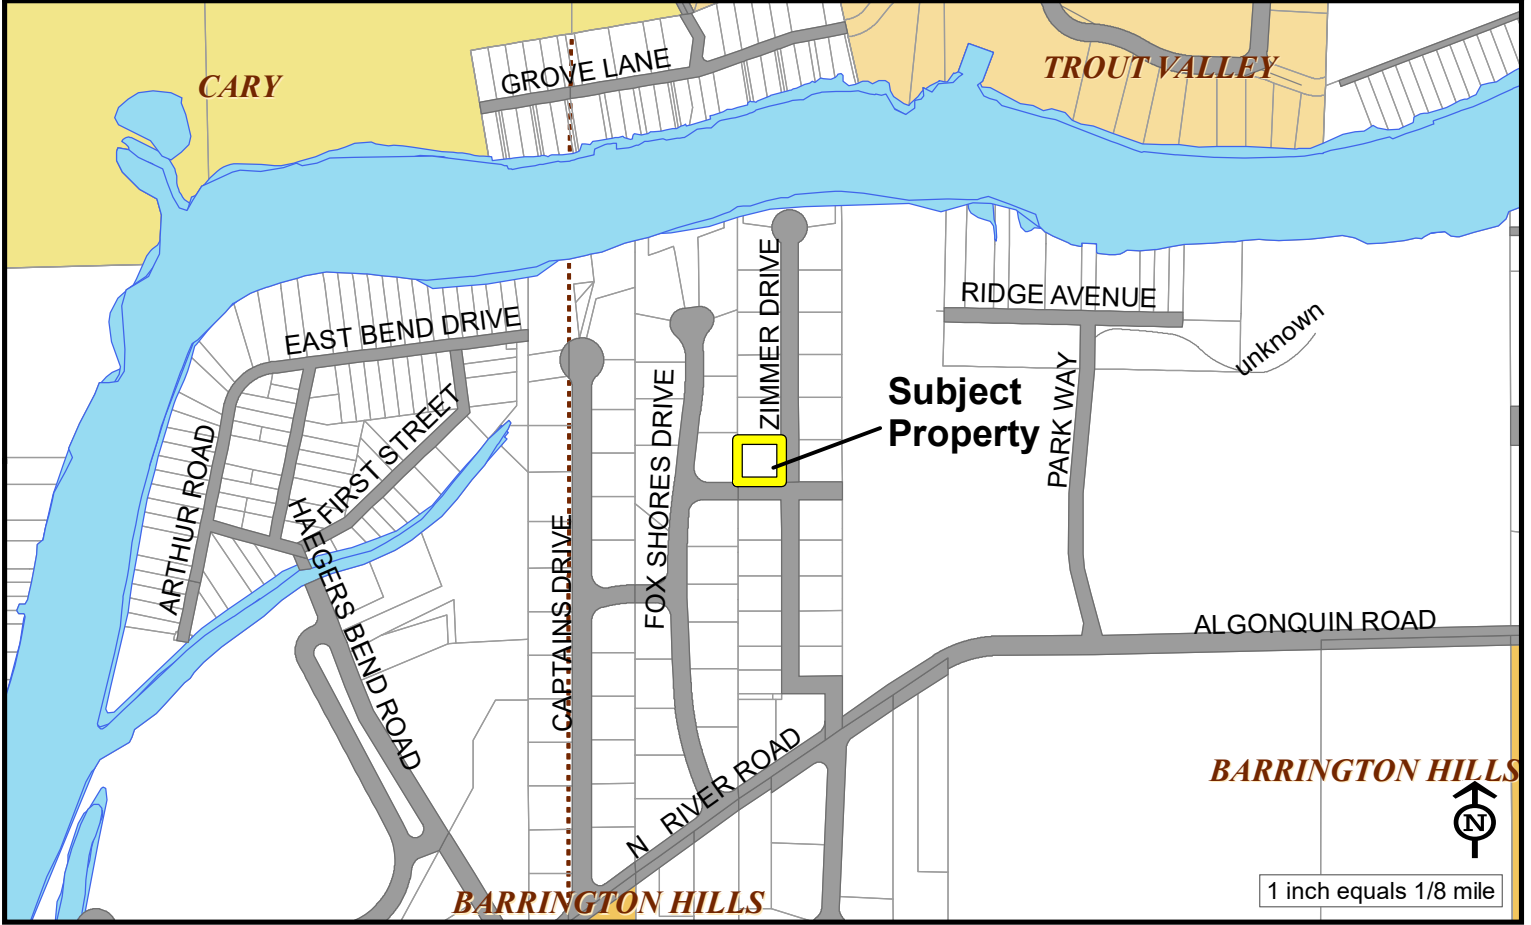 CARY
GROVE LANE
TROUT VALLEY
EAST BEND DRIVE
ZIMMER DRIVE
RIDGE AVENUE
unknown
Subject
Property
PARK WAY
FOX SHORES DRIVE
FIRST STREET
ARTHUR ROAD
HAEGERS BEND ROAD
CAPTAINS DRIVE
ALGONQUIN ROAD
N RIVER ROAD
BARRINGTON HILLS
N
BARRINGTON HILLS
1 inch equals 1/8 mile